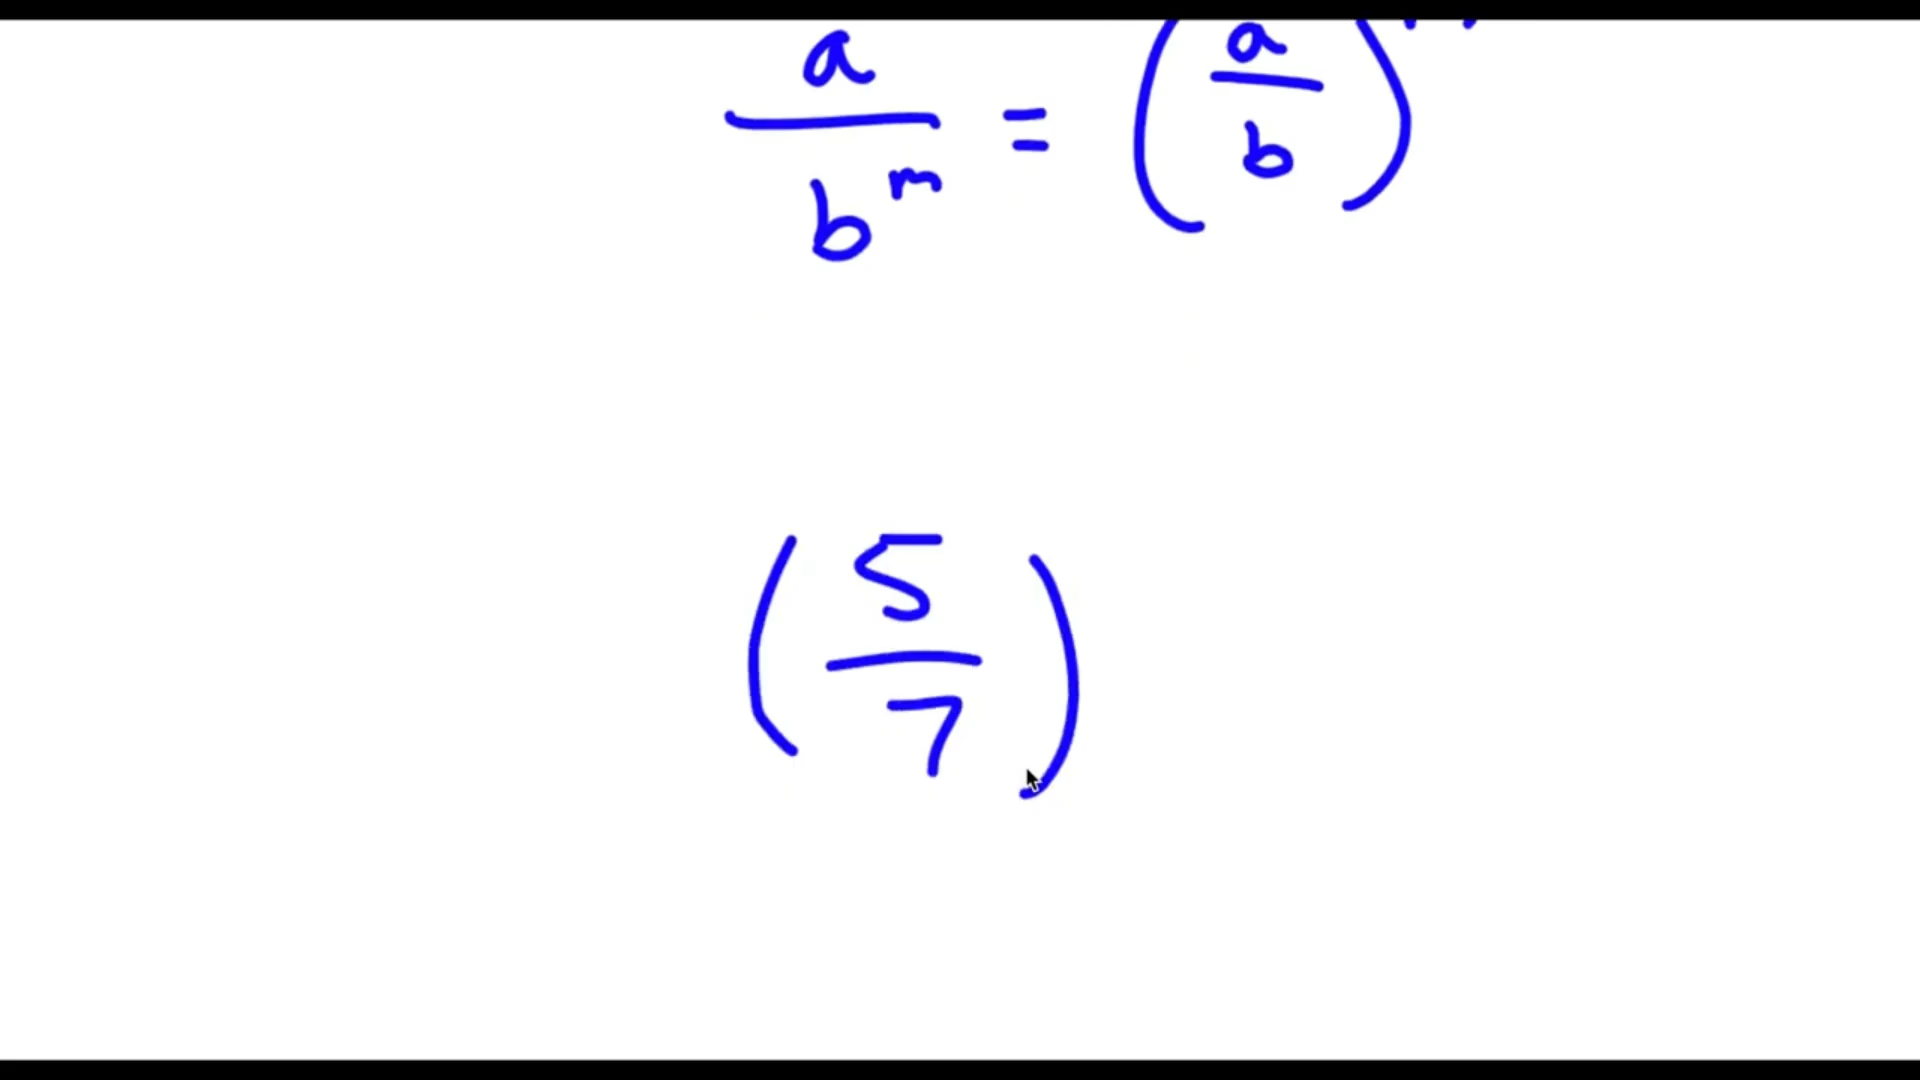 a/b^m = (a/b)
(5/7)